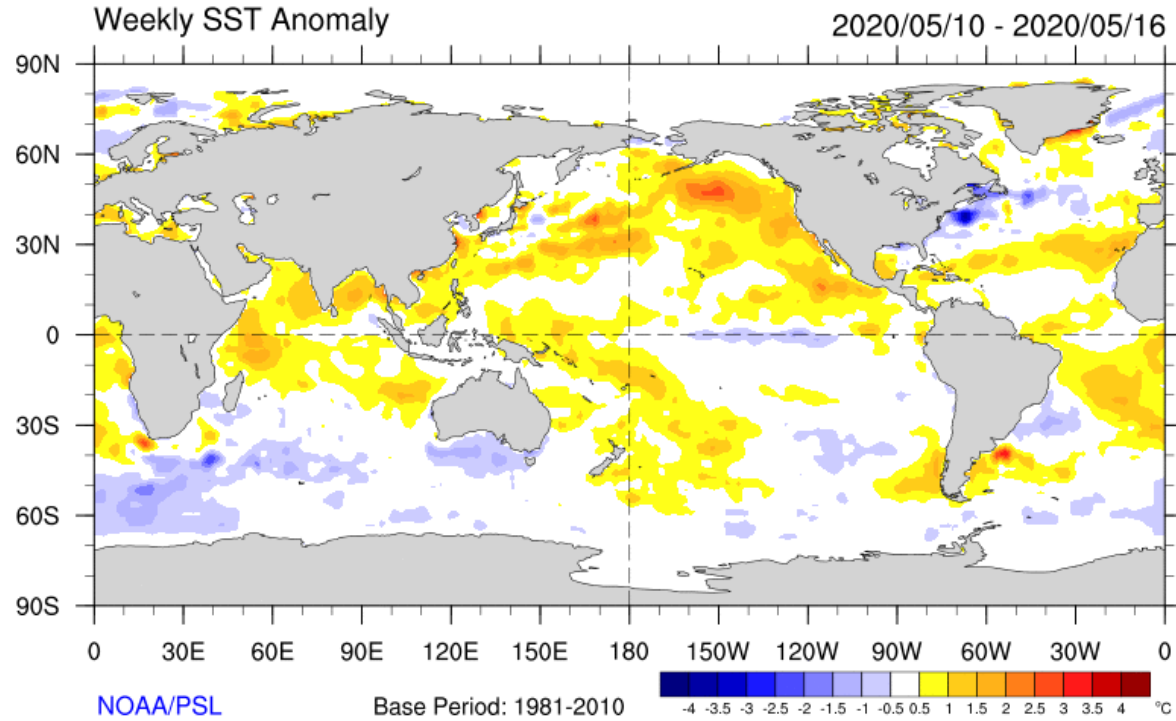 Weekly SST Anomaly 2020/05/10 - 2020/05/16
90N
60N
30N
0
30S
60S
90S
0 30E 60E 90E 120E 150E 180 150W 120W 90W 60W 30W 0
NOAA/PSL Base Period: 1981-2010
-4 -3.5 -3 -2.5 -2 -1.5 -1 -0.5 0.5 1 1.5 2 2.5 3 3.5 4 °C